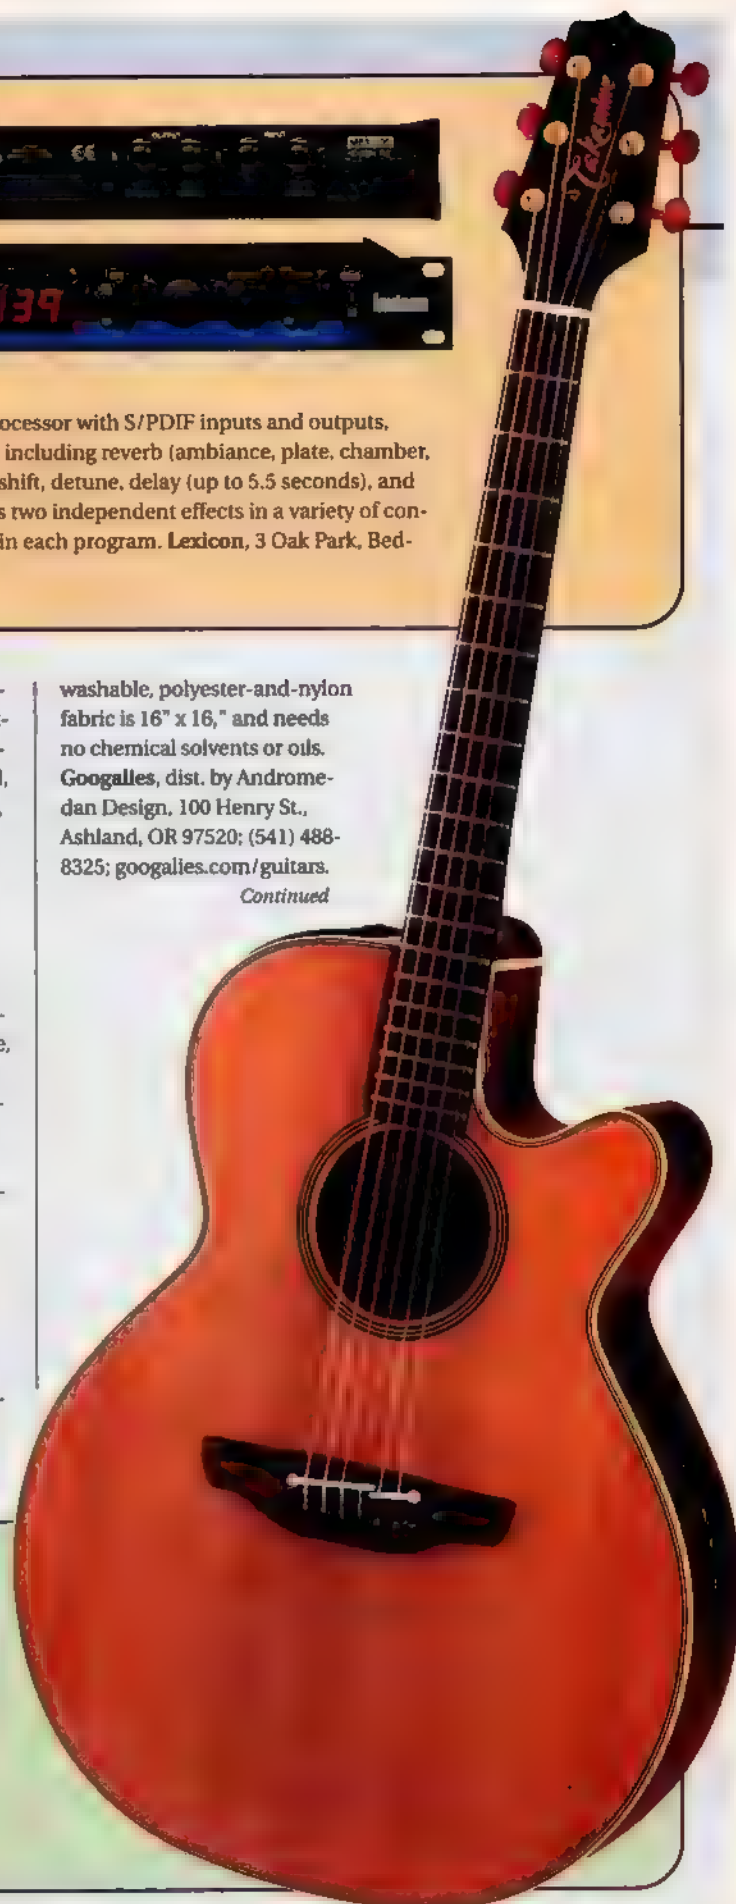 Takamine
139
lexicon
ocessor with S/PDIF inputs and outputs,
including reverb (ambiance, plate, chamber,
shift, detune, delay (up to 5.5 seconds), and
s two independent effects in a variety of con-
in each program. Lexicon, 3 Oak Park, Bed-
washable, polyester-and-nylon
fabric is 16" x 16," and needs
no chemical solvents or oils.
Googalies, dist. by Androme-
dan Design, 100 Henry St.,
Ashland, OR 97520; (541) 488-
8325; googalies.com/guitars.
Continued